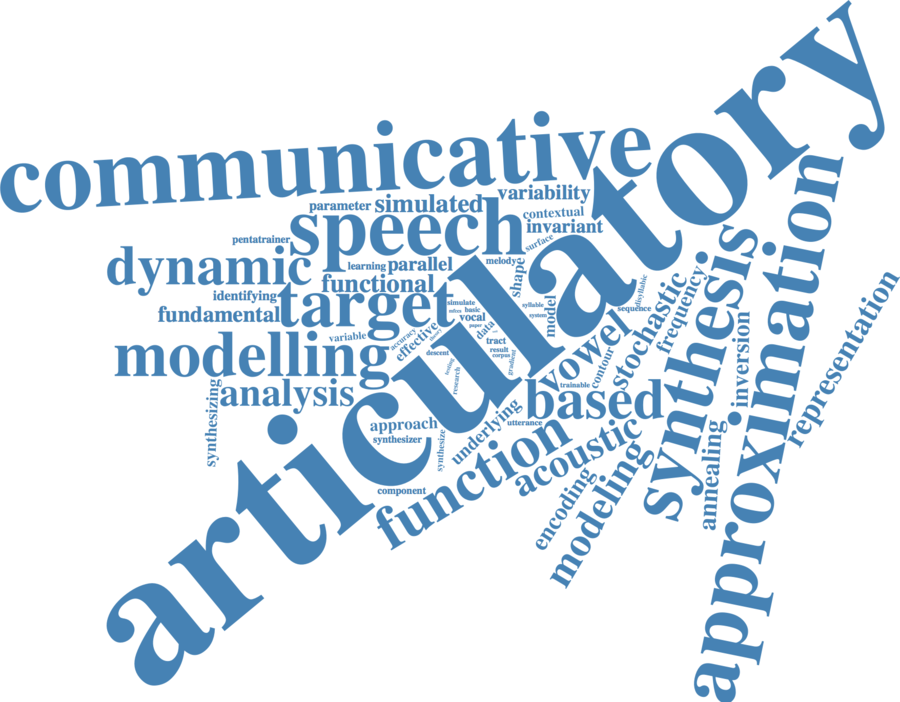 communicative
articulatory
variability
parameter
simulated
speech
contextual
invariant
surface
pentatrainer
dynamic
learning
parallel
melody
shape
functional
identifying
target
fundamental
simulate
basic
vocal
paper
data
syllable
system
model
sequence
disyllabic
variable
accuracy
effective
theory
tract
result
corpus
gradient
descent
testing
research
modelling
analysis
synthesizing
vowel
trainable
contour
stochastic
frequency
synthesis
inversion
approximation
representation
based
approach
synthesizer
synthesize
underlying
utterance
function
acoustic
component
encoding
modeling
annealing